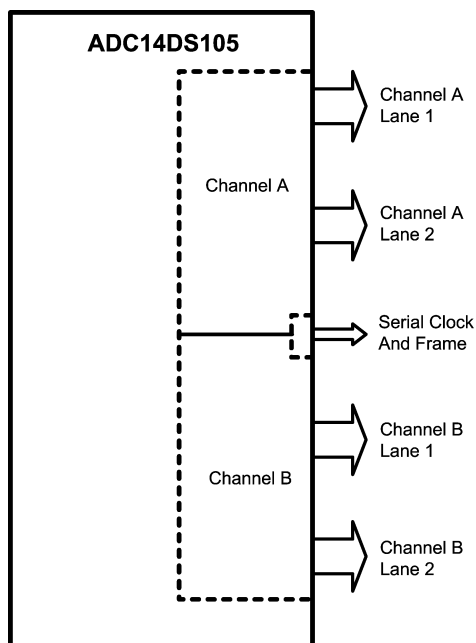 ADC14DS105
Channel A
Lane 1
Channel A
Channel A
Lane 2
Serial Clock
And Frame
Channel B
Lane 1
Channel B
Channel B
Lane 2